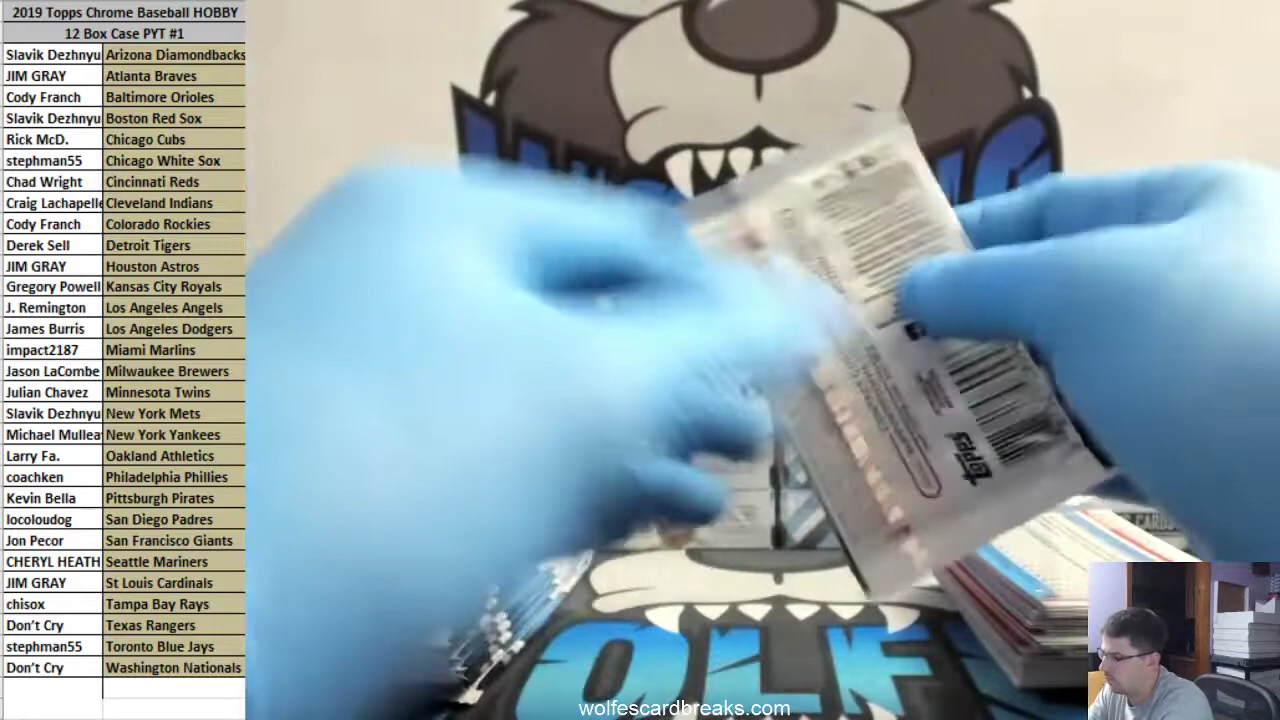 2019 Topps Chrome Baseball HOBBY
12 Box Case PYT #1
Slavik Dezhnyu Arizona Diamondbacks
JIM GRAY Atlanta Braves
Cody Franch Baltimore Orioles
Slavik Dezhnyu Boston Red Sox
Rick McD. Chicago Cubs
stephman55 Chicago White Sox
Chad Wright Cincinnati Reds
Craig Lachapelle Cleveland Indians
Cody Franch Colorado Rockies
Derek Sell Detroit Tigers
JIM GRAY Houston Astros
Gregory Powell Kansas City Royals
J. Remington Los Angeles Angels
James Burris Los Angeles Dodgers
impact2187 Miami Marlins
Jason LaCombe Milwaukee Brewers
Julian Chavez Minnesota Twins
Slavik Dezhnyu New York Mets
Michael Mullea New York Yankees
Larry Fa. Oakland Athletics
coachken Philadelphia Phillies
Kevin Bella Pittsburgh Pirates
locoloudog San Diego Padres
Jon Pecor San Francisco Giants
CHERYL HEATH Seattle Mariners
JIM GRAY St Louis Cardinals
chisox Tampa Bay Rays
Don't Cry Texas Rangers
stephman55 Toronto Blue Jays
Don't Cry Washington Nationals
topps
OLF
wolfescardbreaks.com